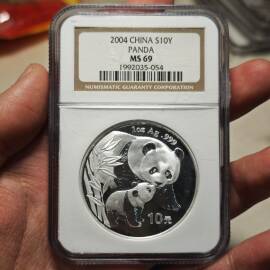 2004 CHINA S10Y
PANDA
MS 69
1992035-054
NUMISMATIC GUARANTY CORPORATION
1oz Ag .999
10元